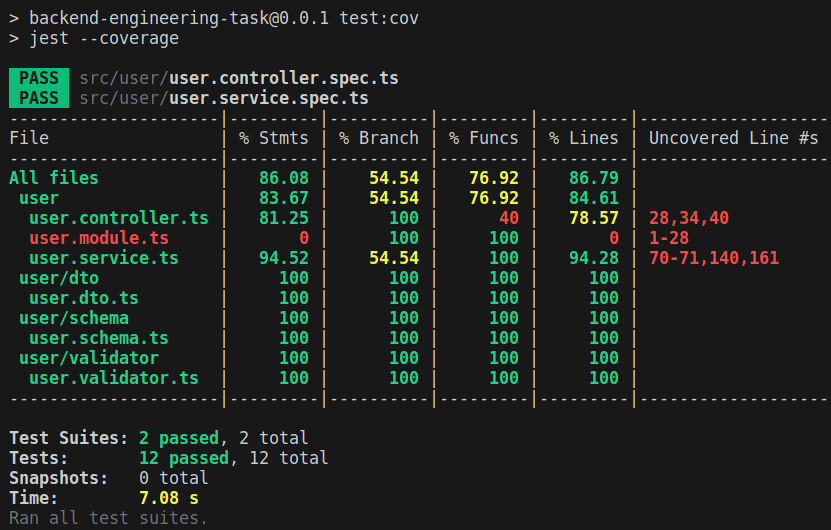 > backend-engineering-task@0.0.1 test:cov
> jest --coverage
PASS src/user/user.controller.spec.ts
PASS src/user/user.service.spec.ts
---------------------|---------|----------|---------|---------|-------------------
File                 | % Stmts | % Branch | % Funcs | % Lines | Uncovered Line #s
---------------------|---------|----------|---------|---------|-------------------
All files            |   86.08 |    54.54 |   76.92 |   86.79 |
 user                |   83.67 |    54.54 |   76.92 |   84.61 |
  user.controller.ts |   81.25 |      100 |      40 |   78.57 | 28,34,40
  user.module.ts     |       0 |      100 |     100 |       0 | 1-28
  user.service.ts    |   94.52 |    54.54 |     100 |   94.28 | 70-71,140,161
 user/dto            |     100 |      100 |     100 |     100 |
  user.dto.ts        |     100 |      100 |     100 |     100 |
 user/schema         |     100 |      100 |     100 |     100 |
  user.schema.ts     |     100 |      100 |     100 |     100 |
 user/validator      |     100 |      100 |     100 |     100 |
  user.validator.ts  |     100 |      100 |     100 |     100 |
---------------------|---------|----------|---------|---------|-------------------
Test Suites: 2 passed, 2 total
Tests:       12 passed, 12 total
Snapshots:   0 total
Time:        7.08 s
Ran all test suites.